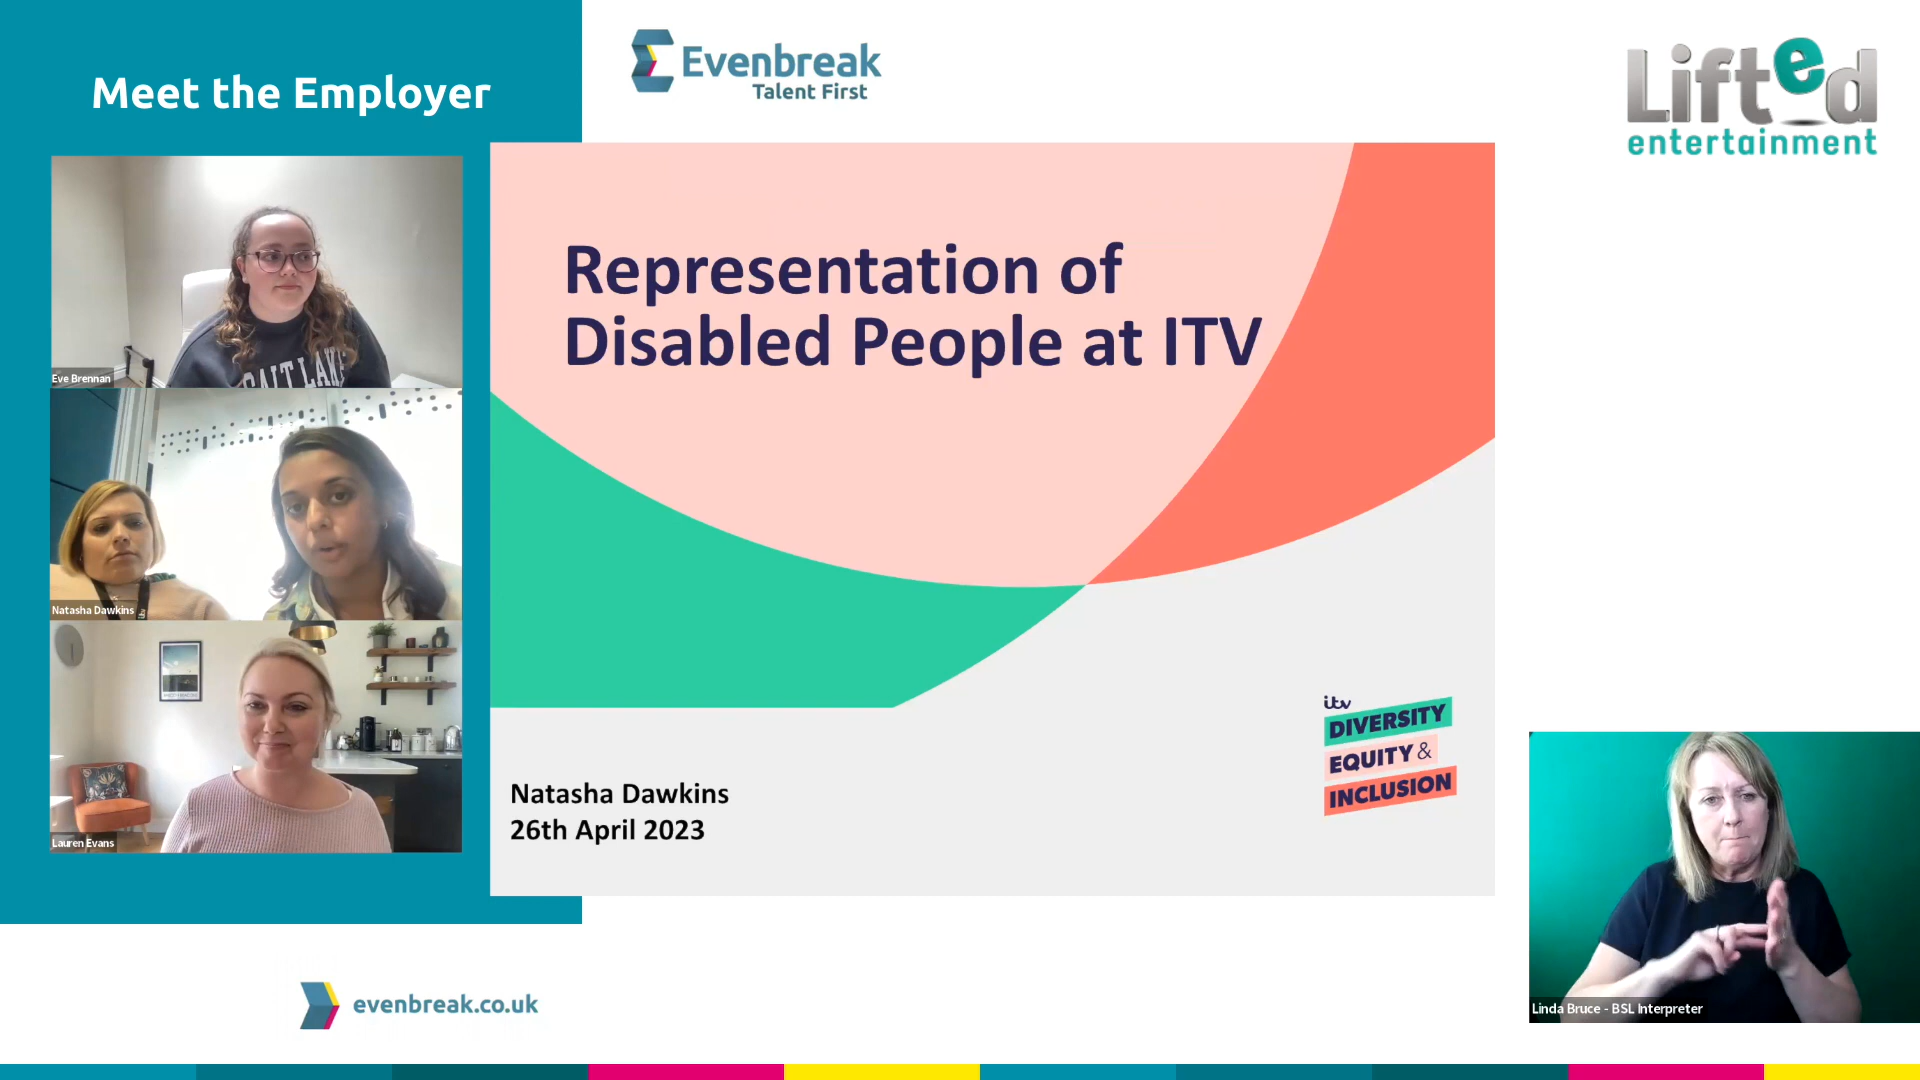 Meet the Employer
Evenbreak
Talent First
Lifted
entertainment
Eve Brennan
Natasha Dawkins
Lauren Evans
Representation of
Disabled People at ITV
Natasha Dawkins
26th April 2023
itv
DIVERSITY
EQUITY &
INCLUSION
Linda Bruce - BSL Interpreter
evenbreak.co.uk